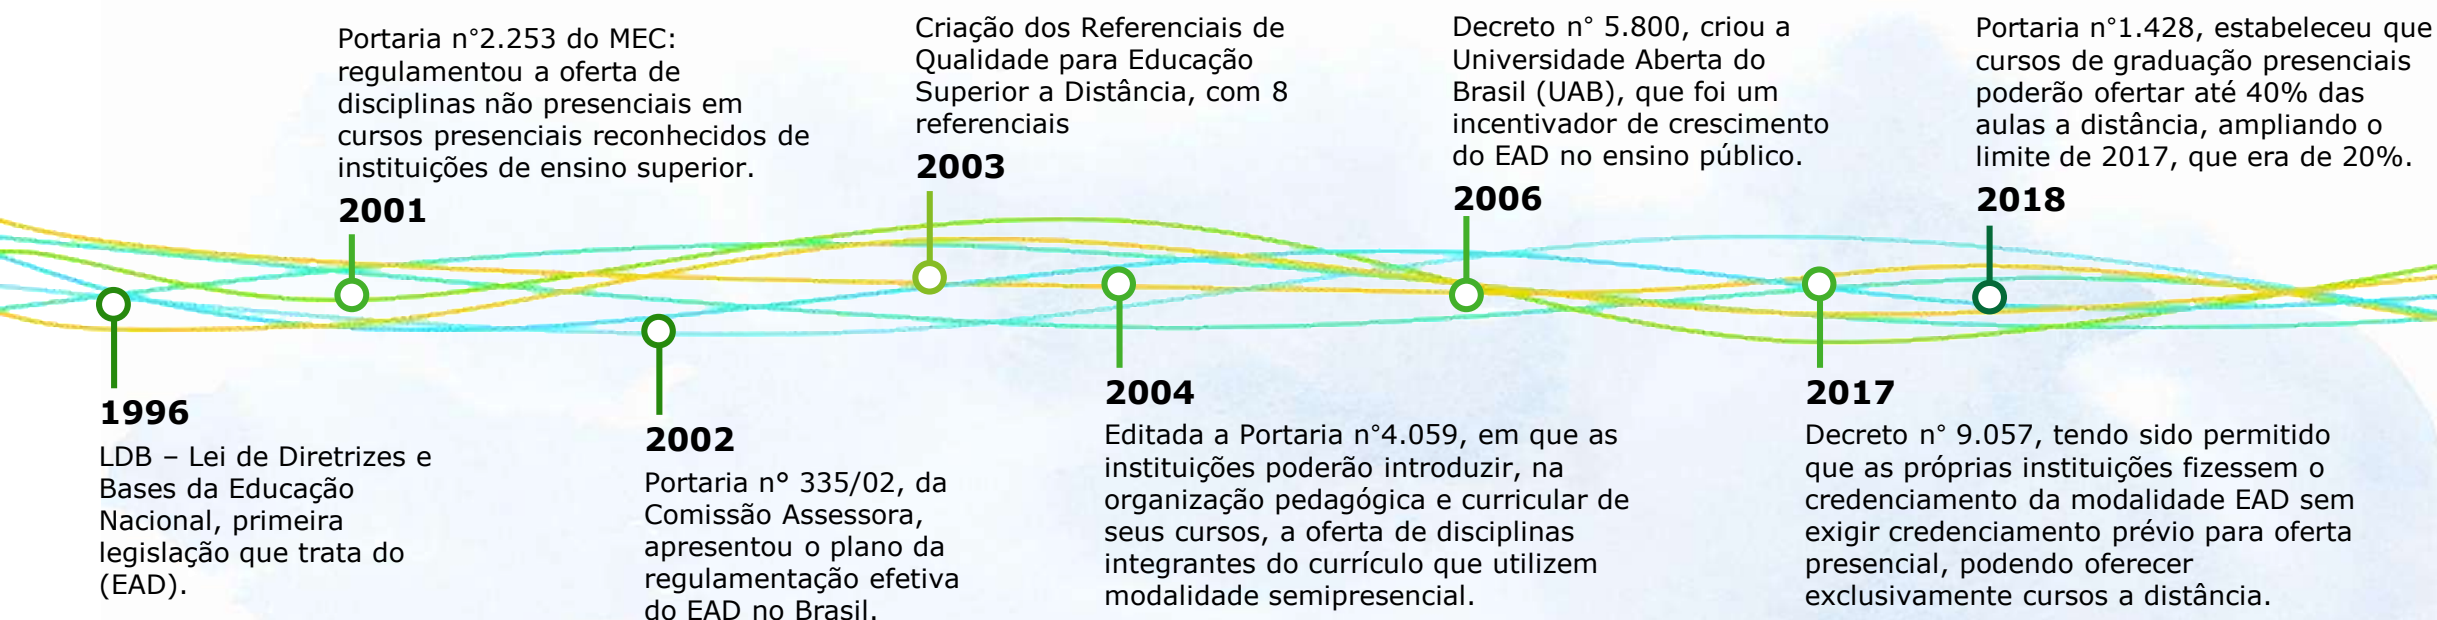 Portaria n°2.253 do MEC:
regulamentou a oferta de
disciplinas não presenciais em
cursos presenciais reconhecidos de
instituições de ensino superior.
2001
Criação dos Referenciais de
Qualidade para Educação
Superior a Distância, com 8
referenciais
2003
Decreto n° 5.800, criou a
Universidade Aberta do
Brasil (UAB), que foi um
incentivador de crescimento
do EAD no ensino público.
2006
Portaria n°1.428, estabeleceu que
cursos de graduação presenciais
poderão ofertar até 40% das
aulas a distância, ampliando o
limite de 2017, que era de 20%.
2018
1996
LDB – Lei de Diretrizes e
Bases da Educação
Nacional, primeira
legislação que trata do
(EAD).
2002
Portaria n° 335/02, da
Comissão Assessora,
apresentou o plano da
regulamentação efetiva
do EAD no Brasil.
2004
Editada a Portaria n°4.059, em que as
instituições poderão introduzir, na
organização pedagógica e curricular de
seus cursos, a oferta de disciplinas
integrantes do currículo que utilizem
modalidade semipresencial.
2017
Decreto n° 9.057, tendo sido permitido
que as próprias instituições fizessem o
credenciamento da modalidade EAD sem
exigir credenciamento prévio para oferta
presencial, podendo oferecer
exclusivamente cursos a distância.